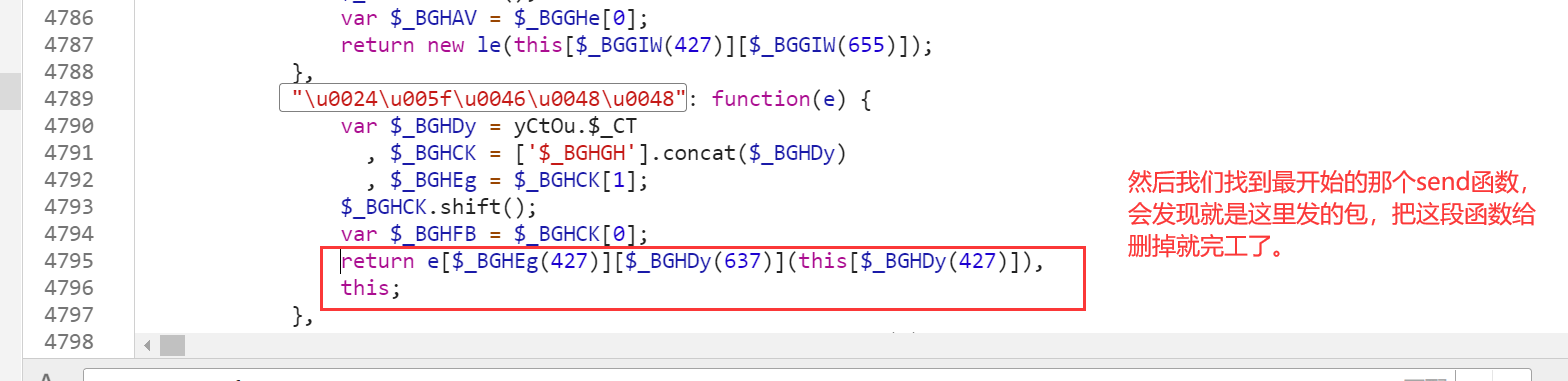 4786 var $_BGHAV = $_BGGHe[0];
4787 return new le(this[$_BGGIW(427)][$_BGGIW(655)]);
4788 },
4789 "\u0024\u005f\u0046\u0048\u0048": function(e) {
4790 var $_BGHDy = yCtOu.$_CT
4791 , $_BGHCK = ['$_BGHGH'].concat($_BGHDy)
4792 , $_BGHEg = $_BGHCK[1];
4793 $_BGHCK.shift();
4794 var $_BGHFB = $_BGHCK[0];
4795 return e[$_BGHEg(427)][$_BGHDy(637)](this[$_BGHDy(427)]),
4796 this;
4797 },
4798
然后我们找到最开始的那个send函数，
会发现就是这里发的包，把这段函数给
删掉就完工了。